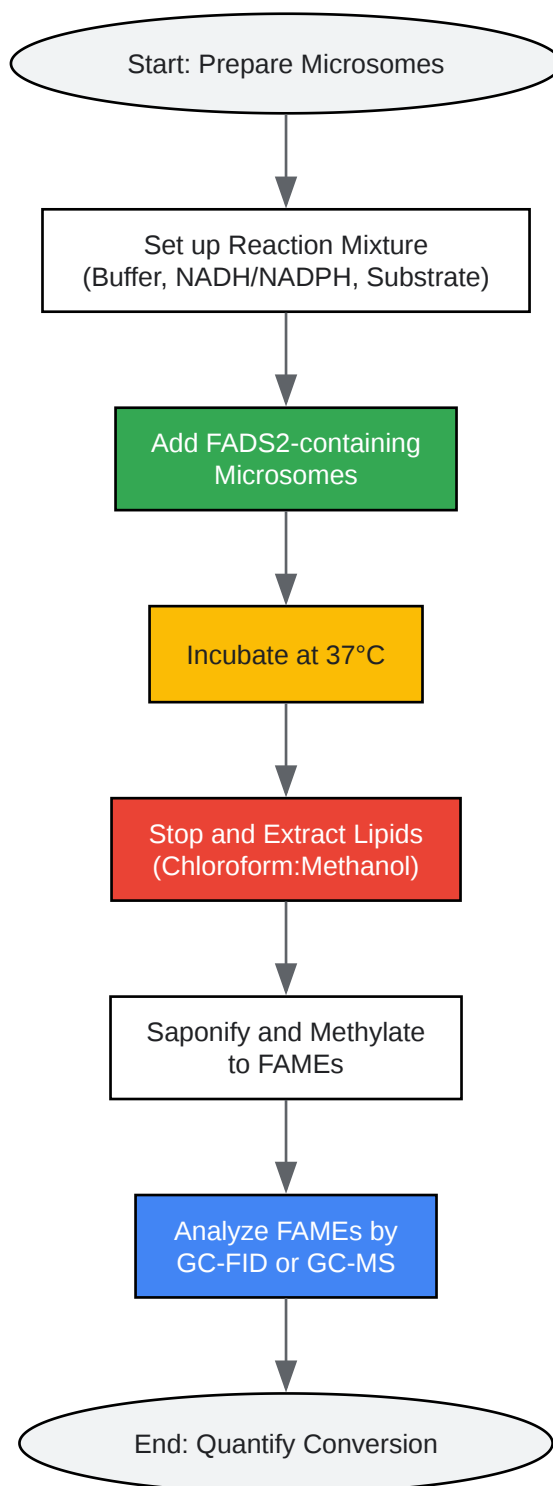 Start: Prepare Microsomes
Set up Reaction Mixture
(Buffer, NADH/NADPH, Substrate)
Add FADS2-containing
Microsomes
Incubate at 37°C
Stop and Extract Lipids
(Chloroform:Methanol)
Saponify and Methylate
to FAMEs
Analyze FAMEs by
GC-FID or GC-MS
End: Quantify Conversion